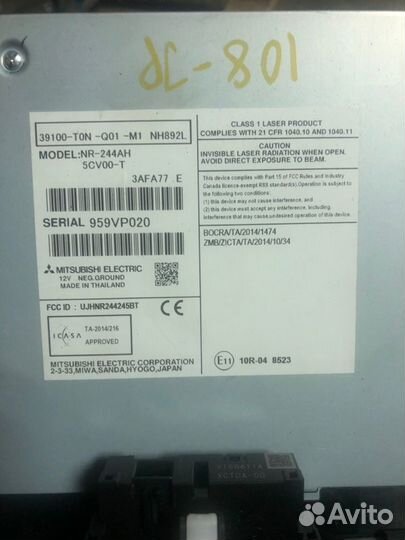 JC-801
39100-T0N -Q01 -M1 NH892L
MODEL:NR-244AH
5CV00-T
3AFA77 E
SERIAL 959VP020
MITSUBISHI ELECTRIC
12V NEG.GROUND
MADE IN THAILAND
FCC ID : UJHNR244245BT
ICASA
TA-2014/216
APPROVED
MITSUBISHI ELECTRIC CORPORATION
2-3-33,MIWA,SANDA,HYOGO,JAPAN
CLASS 1 LASER PRODUCT
COMPLIES WITH 21 CFR 1040.10 AND 1040.11
CAUTION
INVISIBLE LASER RADIATION WHEN OPEN.
AVOID DIRECT EXPOSURE TO BEAM.
This device complies with Part 15 of FCC Rules and Industry
Canada licence-exempt RSS standard(s).Operation is subject to
the following two conditions:
(1) this device may not cause interference, and
(2) this device must accept any interference. Including
interference that may cause undesired operation of this device.
BOCRA/TA/2014/1474
ZMB/ZICTA/TA/2014/10/34
E11 10R-04 8523
XCT0A-00
Avito